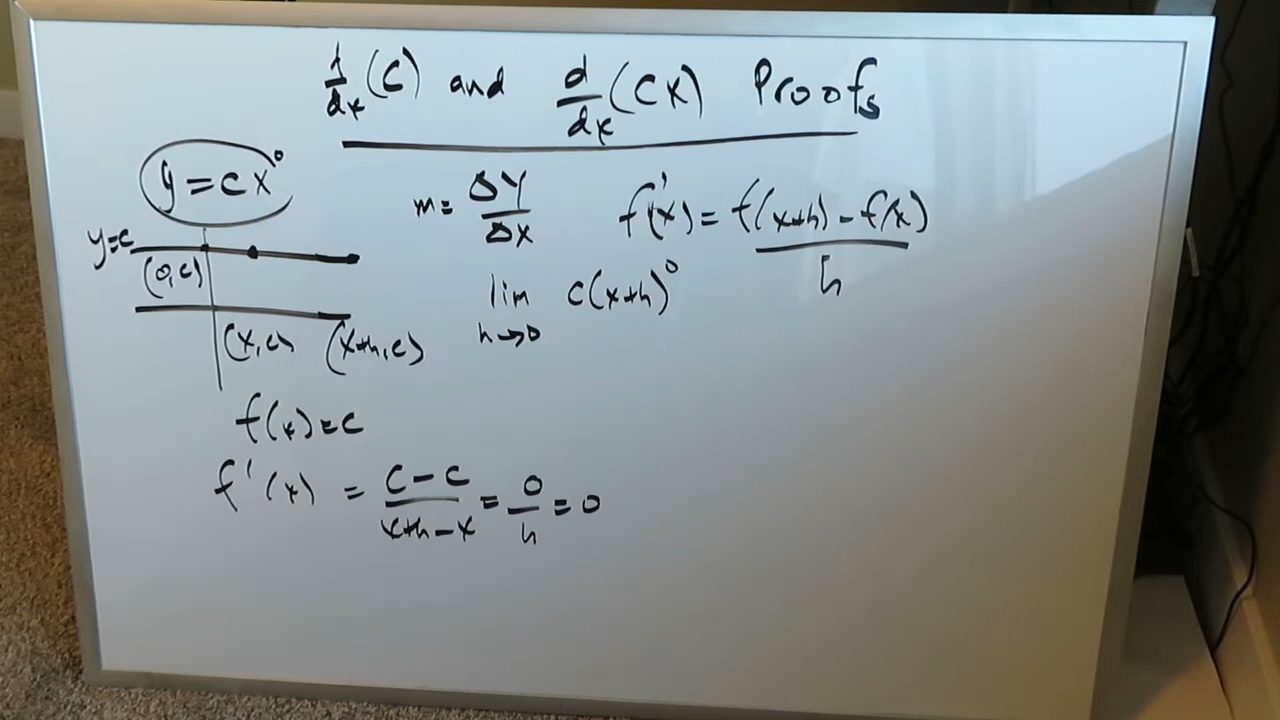 d/dx (c) and d/dx (cx) Proofs
y = cx⁰
m = Δy/Δx
f'(x) = f(x+h) - f(x) / h
y=c
(0,c)
lim h→0 c(x+h)⁰
(x,c) (x+h,c)
f(x) = c
f'(x) = c-c / x+h-x = 0/h = 0